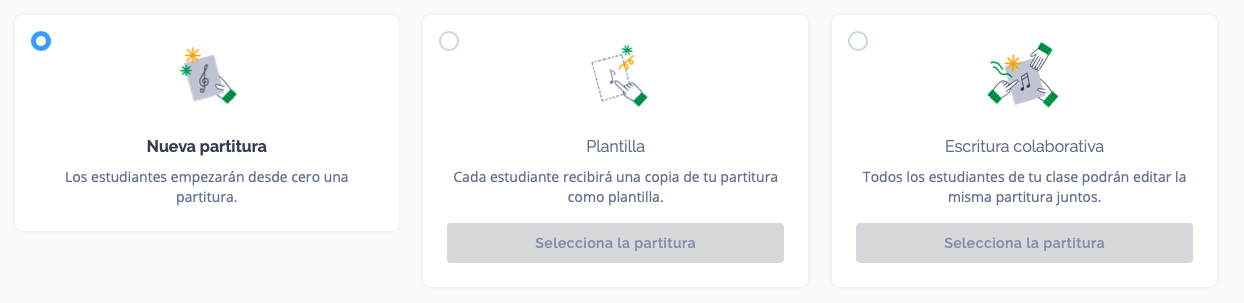 Nueva partitura
Los estudiantes empezarán desde cero una
partitura.
Plantilla
Cada estudiante recibirá una copia de tu partitura
como plantilla.
Selecciona la partitura
Escritura colaborativa
Todos los estudiantes de tu clase podrán editar la
misma partitura juntos.
Selecciona la partitura